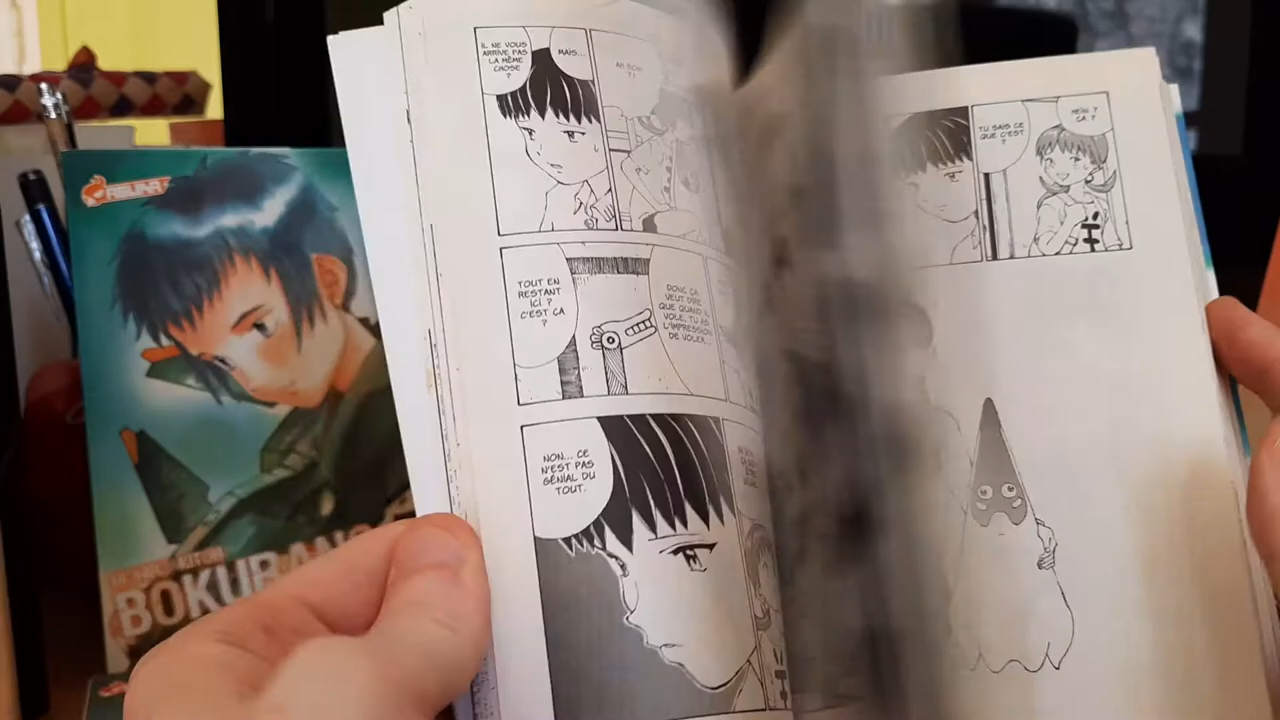 ASUKA
BOKURANO
IL NE VOUS
ARRIVE PAS
LA MÊME
CHOSE
?
MAIS...
AH BON
?!
TOUT EN
RESTANT
ICI ?
C'EST ÇA
?
DONC ÇA
VEUT DIRE
QUE QUAND IL
VOLE, TU AS
L'IMPRESSION
DE VOLER...
NON... CE
N'EST PAS
GÉNIAL DU
TOUT.
TU SAIS CE
QUE C'EST
?
HEIN ?
ÇA ?